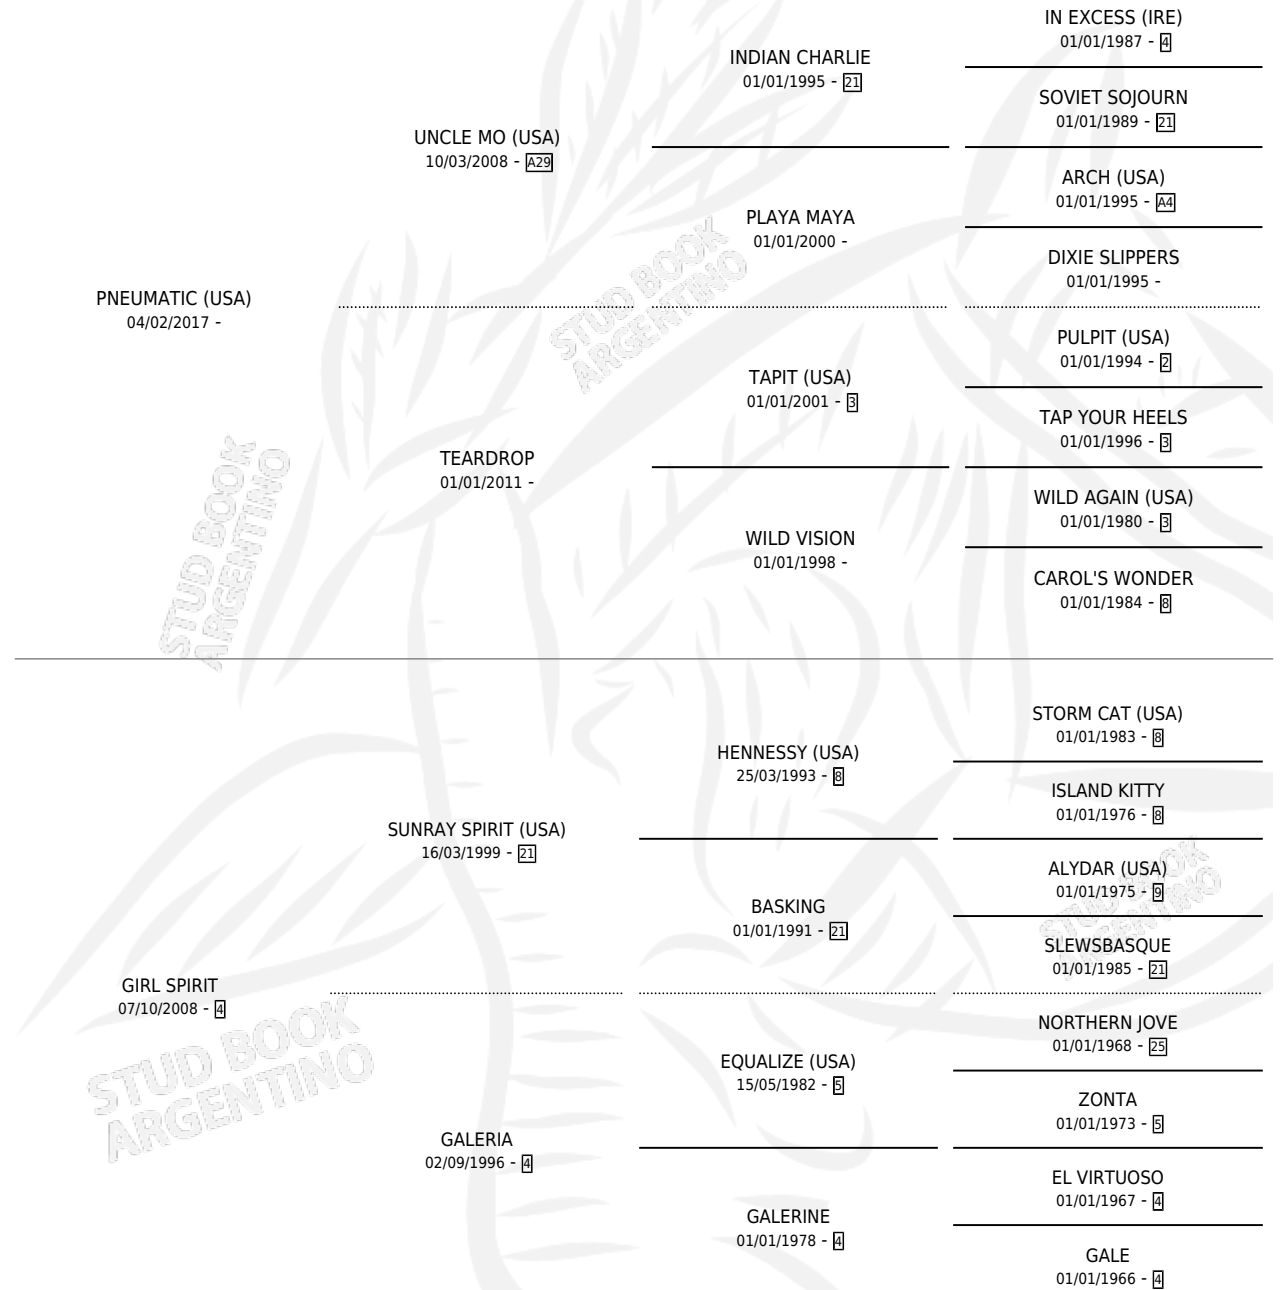 IN EXCESS (IRE)
01/01/1987 - 4
INDIAN CHARLIE
01/01/1995 - 21
SOVIET SOJOURN
01/01/1989 - 21
UNCLE MO (USA)
10/03/2008 - A29
ARCH (USA)
01/01/1995 - A4
PLAYA MAYA
01/01/2000 -
DIXIE SLIPPERS
01/01/1995 -
PNEUMATIC (USA)
04/02/2017 -
PULPIT (USA)
01/01/1994 - 2
TAPIT (USA)
01/01/2001 - 3
TAP YOUR HEELS
01/01/1996 - 3
TEARDROP
01/01/2011 -
WILD AGAIN (USA)
01/01/1980 - 3
WILD VISION
01/01/1998 -
CAROL'S WONDER
01/01/1984 - 8
STORM CAT (USA)
01/01/1983 - 8
HENNESSY (USA)
25/03/1993 - 8
ISLAND KITTY
01/01/1976 - 8
SUNRAY SPIRIT (USA)
16/03/1999 - 21
ALYDAR (USA)
01/01/1975 - 9
BASKING
01/01/1991 - 21
SLEWSBASQUE
01/01/1985 - 21
GIRL SPIRIT
07/10/2008 - 4
NORTHERN JOVE
01/01/1968 - 25
EQUALIZE (USA)
15/05/1982 - 5
ZONTA
01/01/1973 - 5
GALERIA
02/09/1996 - 4
EL VIRTUOSO
01/01/1967 - 4
GALERINE
01/01/1978 - 4
GALE
01/01/1966 - 4
STUD BOOK
ARGENTINO
STUD BOOK
ARGENTINO
STUD BOOK
ARGENTINO
STUD BOOK
ARGENTINO